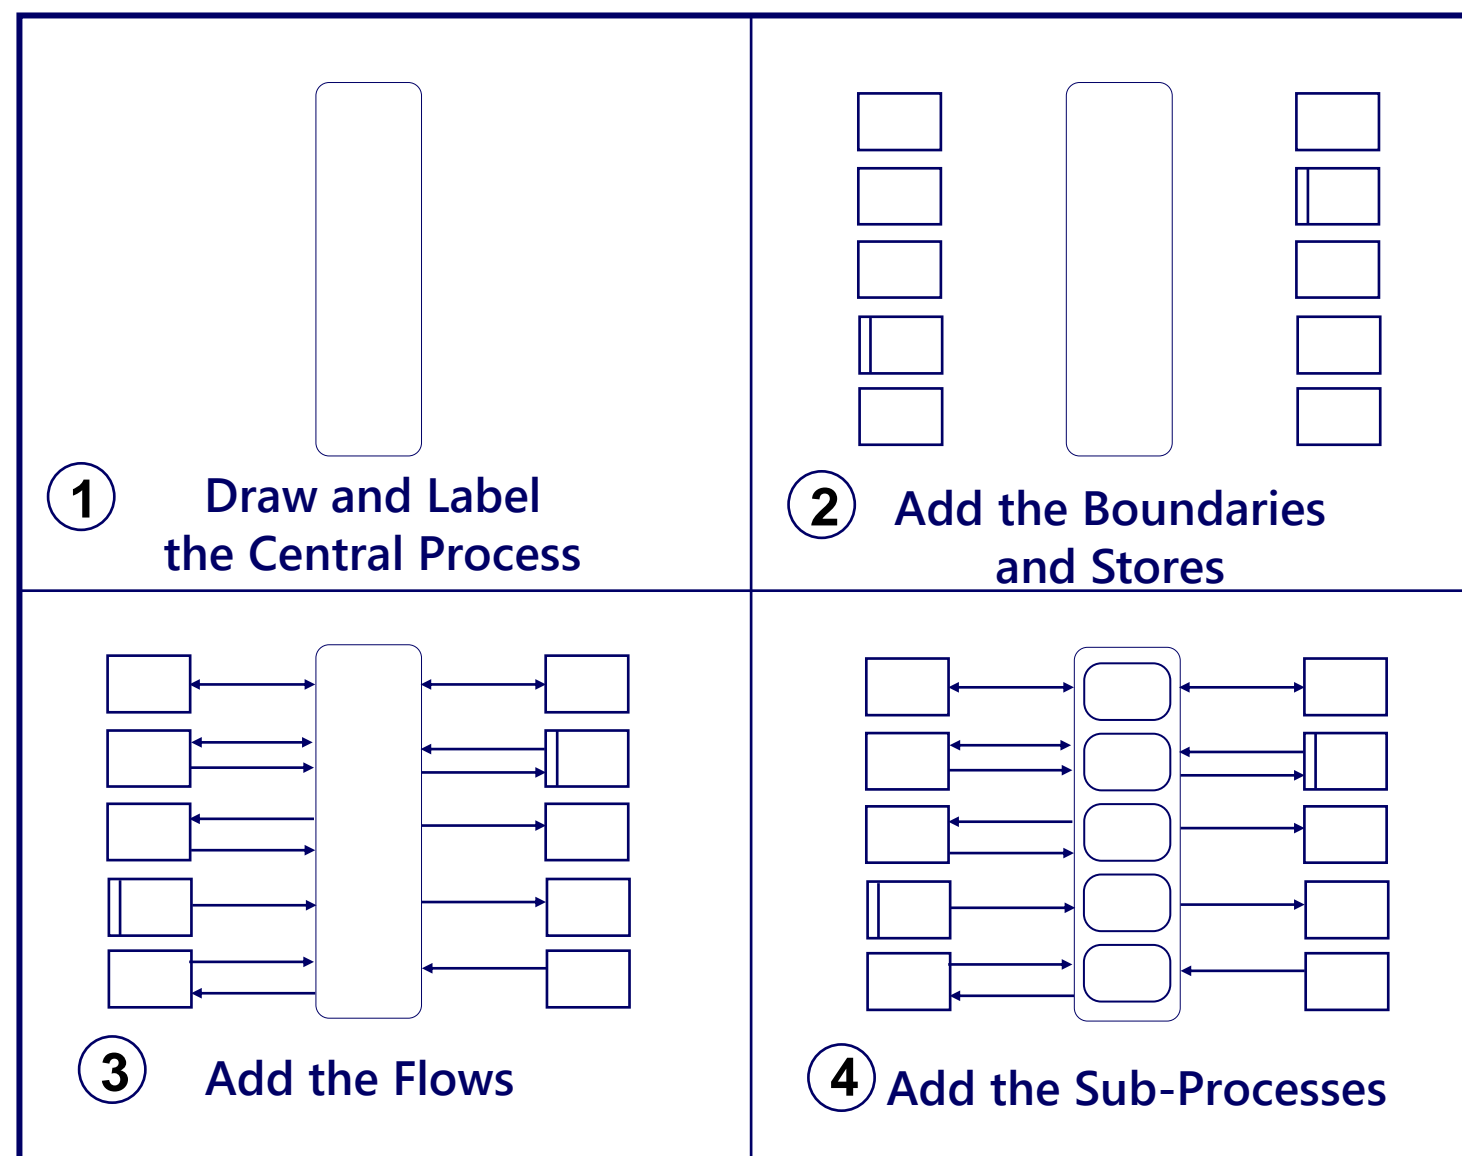 1
Draw and Label
the Central Process
2
Add the Boundaries
and Stores
3
Add the Flows
4
Add the Sub-Processes